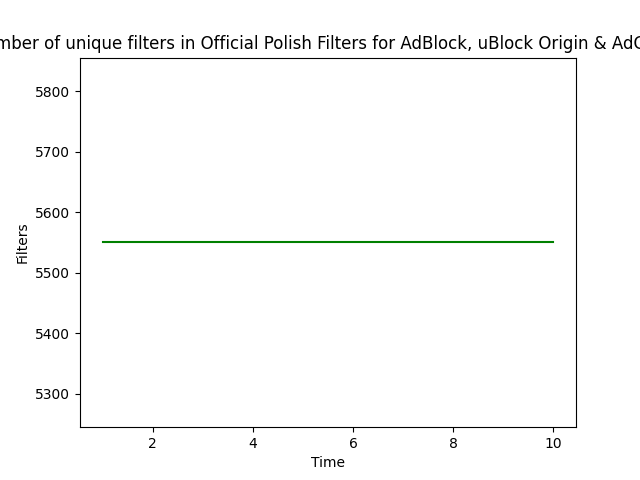 mber of unique filters in Official Polish Filters for AdBlock, uBlock Origin & AdG
5800
5700
5600
5500
5400
5300
Filters
2 4 6 8 10
Time